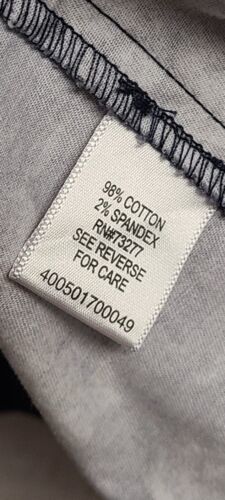 98% COTTON
2% SPANDEX
RN#73277
SEE REVERSE
FOR CARE
400501700049